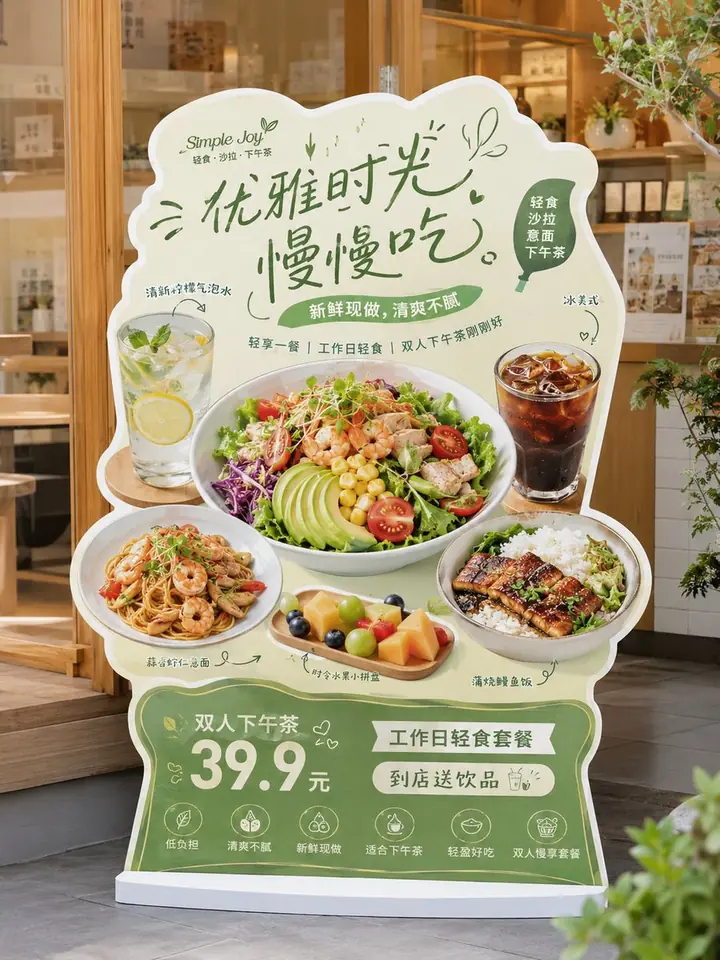 Simple Joy
轻食·沙拉·下午茶
优雅时光
慢慢吃。
轻食
沙拉
意面
下午茶
新鲜现做，清爽不腻
轻享一餐 | 工作日轻食 | 双人下午茶刚刚好
清新柠檬气泡水
冰美式
蒜香虾仁意面
时令水果小拼盘
蒲烧鳗鱼饭
双人下午茶
39.9元
工作日轻食套餐
到店送饮品
低负担
清爽不腻
新鲜现做
适合下午茶
轻盈好吃
双人慢享套餐